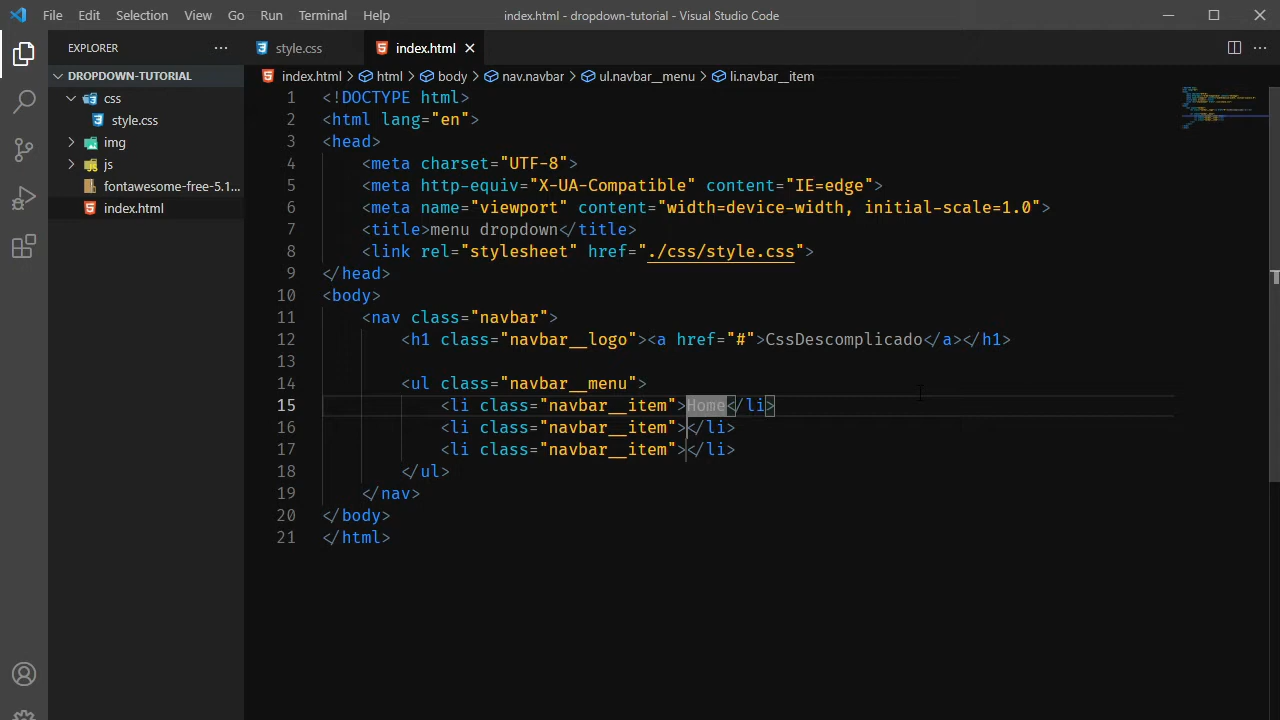 File Edit Selection View Go Run Terminal Help index.html - dropdown-tutorial - Visual Studio Code
EXPLORER
DROPDOWN-TUTORIAL
css
style.css
img
js
fontawesome-free-5.1...
index.html
style.css index.html
index.html > html > body > nav.navbar > ul.navbar__menu > li.navbar__item
1 <!DOCTYPE html>
2 <html lang="en">
3 <head>
4 <meta charset="UTF-8">
5 <meta http-equiv="X-UA-Compatible" content="IE=edge">
6 <meta name="viewport" content="width=device-width, initial-scale=1.0">
7 <title>menu dropdown</title>
8 <link rel="stylesheet" href="./css/style.css">
9 </head>
10 <body>
11 <nav class="navbar">
12 <h1 class="navbar__logo"><a href="#">CssDescomplicado</a></h1>
13
14 <ul class="navbar__menu">
15 <li class="navbar__item">Home</li>
16 <li class="navbar__item"></li>
17 <li class="navbar__item"></li>
18 </ul>
19 </nav>
20 </body>
21 </html>